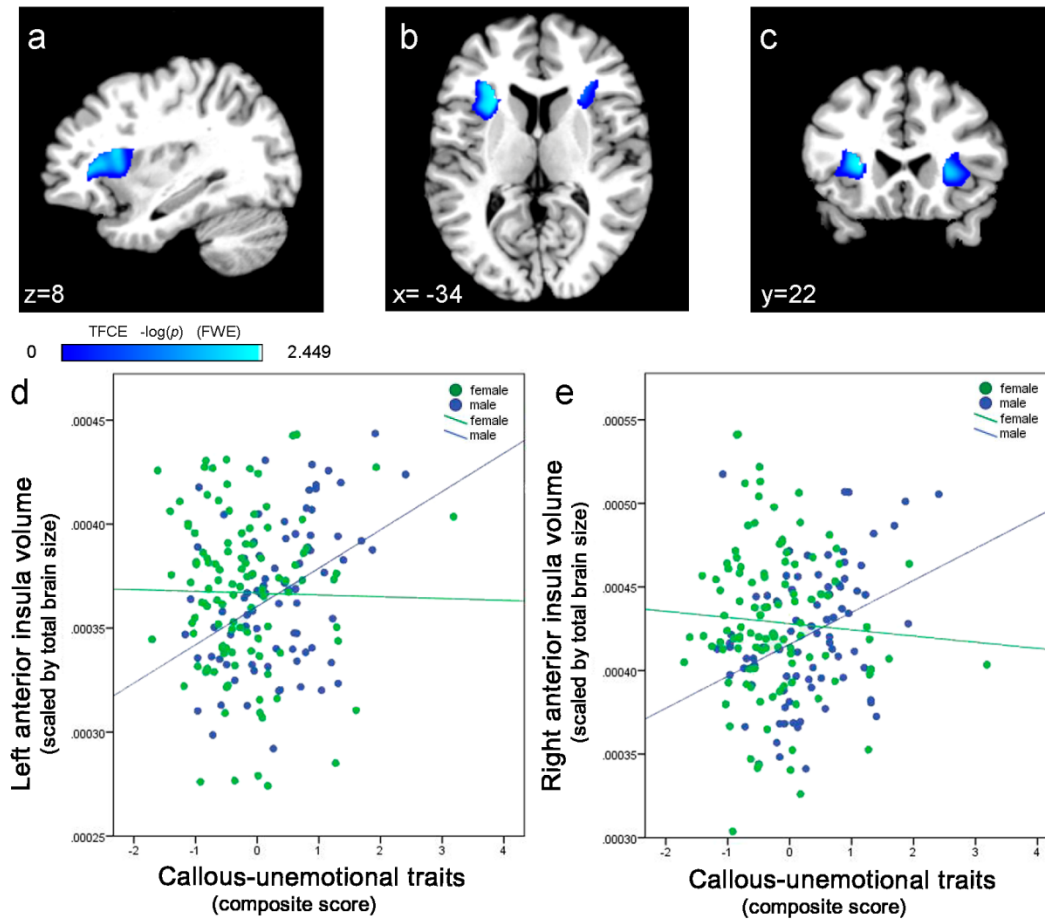 a
b
c
z=8
x= -34
y=22
TFCE -log(p) (FWE)
0
2.449
d
female
male
female
male
.00045
.00040
.00035
.00030
.00025
-2 -1 0 1 2 3 4
Left anterior insula volume
(scaled by total brain size)
Callous-unemotional traits
(composite score)
e
female
male
female
male
.00055
.00050
.00045
.00040
.00035
.00030
-2 -1 0 1 2 3 4
Right anterior insula volume
(scaled by total brain size)
Callous-unemotional traits
(composite score)